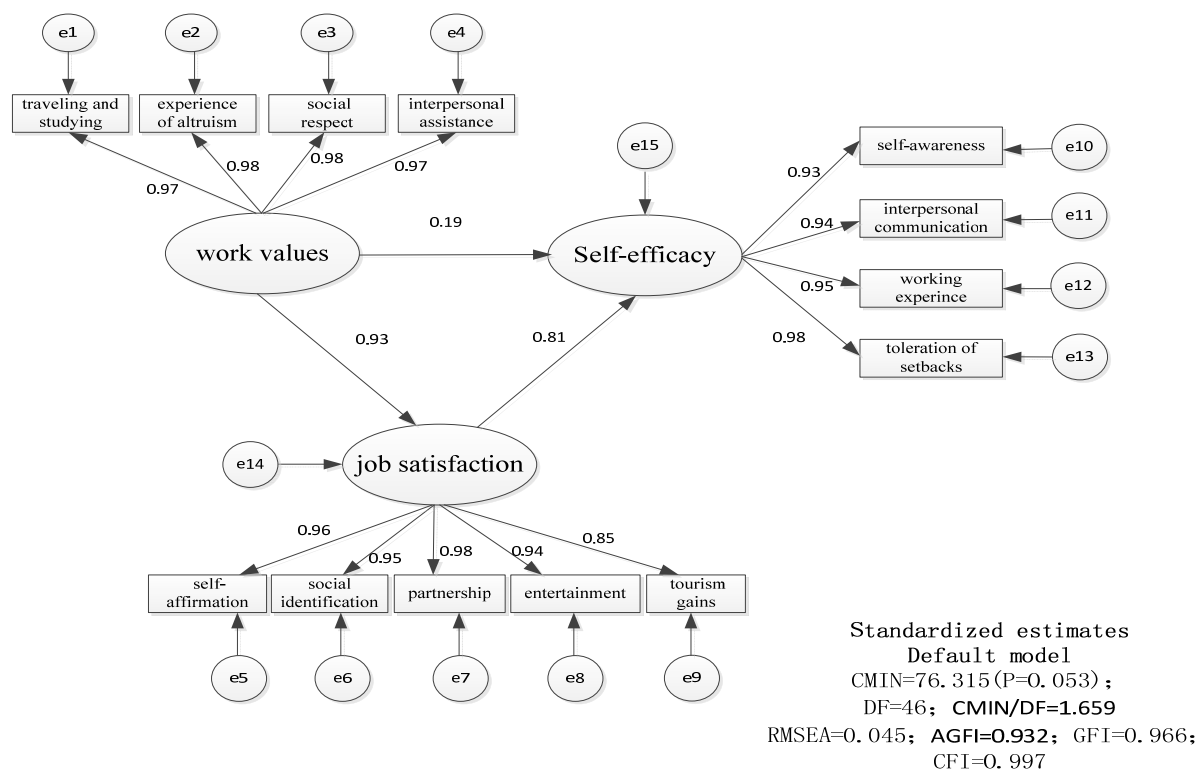 e1
e2
e3
e4
traveling and
studying
experience
of altruism
social
respect
interpersonal
assistance
0.97
0.98
0.98
0.97
e15
self-awareness
e10
0.93
interpersonal
communication
e11
0.94
working
experince
e12
0.95
toleration of
setbacks
e13
0.98
work values
0.19
Self-efficacy
0.93
0.81
e14
job satisfaction
0.96
0.95
0.98
0.94
0.85
self-
affirmation
social
identification
partnership
entertainment
tourism
gains
e5
e6
e7
e8
e9
Standardized estimates
Default model
CMIN=76.315(P=0.053);
DF=46; CMIN/DF=1.659
RMSEA=0.045; AGFI=0.932; GFI=0.966;
CFI=0.997